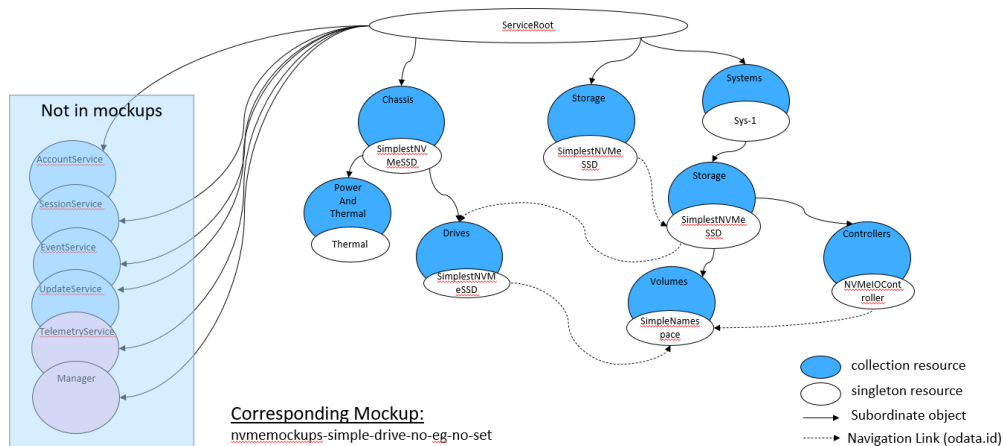 ServiceRoot
Not in mockups
AccountService
SessionService
EventService
UpdateService
TelemetryService
Manager
Chassis
SimplestNV
MeSSD
Power
And
Thermal
Thermal
Drives
SimplestNVM
eSSD
Storage
SimplestNVMe
SSD
Systems
Sys-1
Storage
SimplestNVMe
SSD
Controllers
NVMeIOCont
roller
Volumes
SimpleNames
pace
Corresponding Mockup:
nvmemockups-simple-drive-no-eg-no-set
collection resource
singleton resource
Subordinate object
Navigation Link (odata.id)